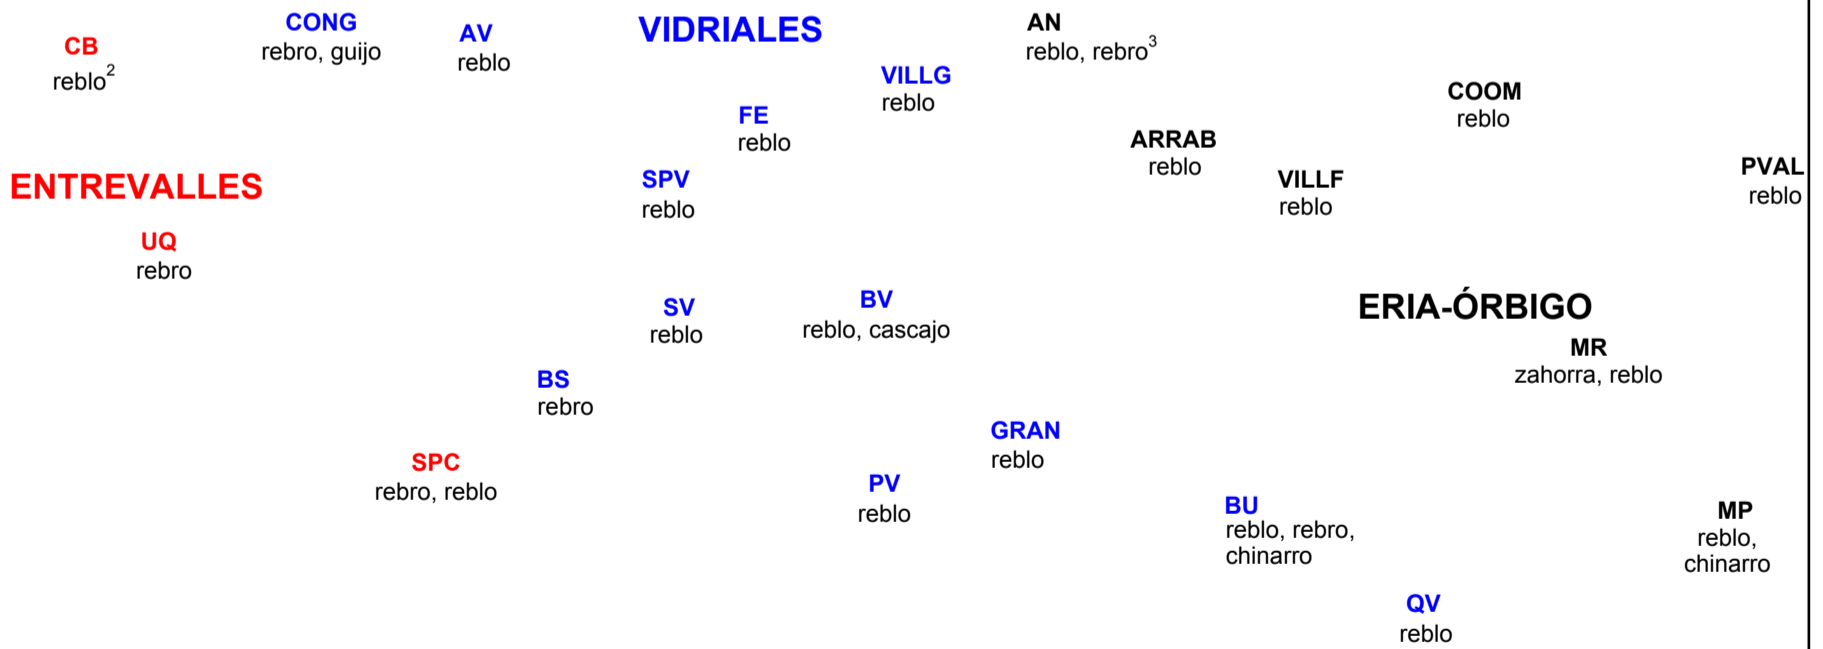 CONG
rebro, guijo
CB
reblo²
AV
reblo
VIDRIALES
AN
reblo, rebro³
VILLG
reblo
FE
reblo
COOM
reblo
ARRAB
reblo
PVAL
reblo
ENTREVALLES
SPV
reblo
VILLF
reblo
UQ
rebro
SV
reblo
BV
reblo, cascajo
ERIA-ÓRBIGO
MR
zahorra, reblo
BS
rebro
GRAN
reblo
SPC
rebro, reblo
PV
reblo
BU
reblo, rebro,
chinarro
MP
reblo,
chinarro
QV
reblo